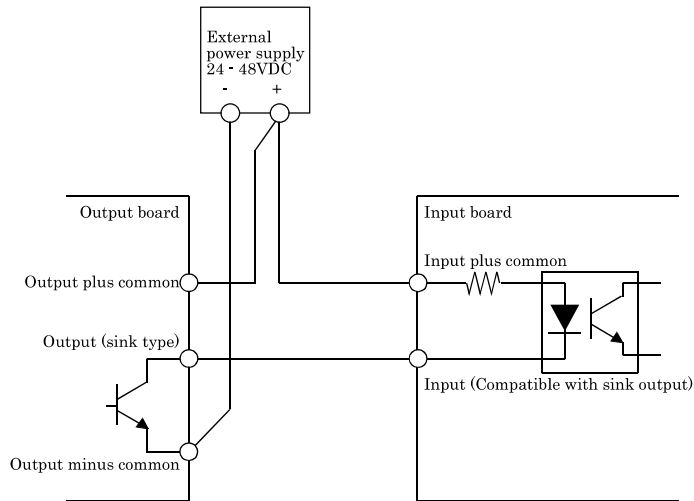 External
power supply
24 - 48VDC
- +
Output board
Input board
Input plus common
Output plus common
Output (sink type)
Input (Compatible with sink output)
Output minus common